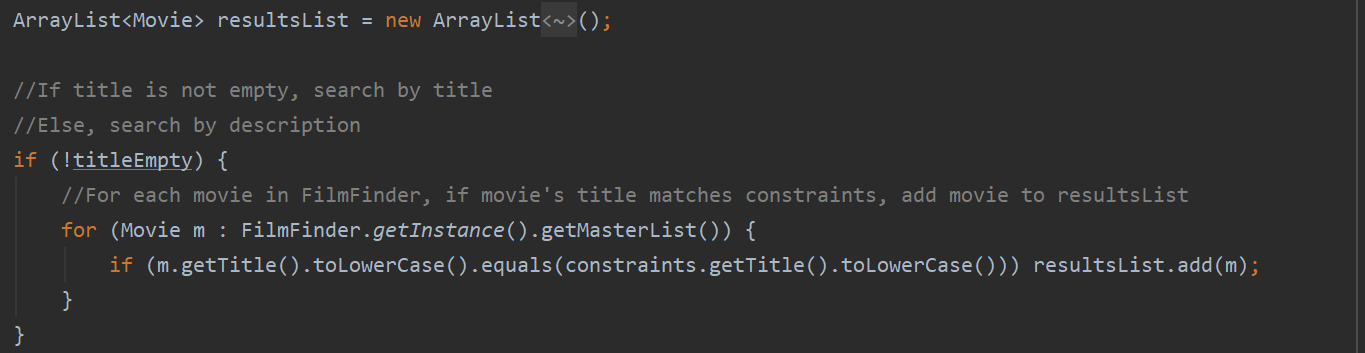 ArrayList<Movie> resultsList = new ArrayList<~>();
//If title is not empty, search by title
//Else, search by description
if (!titleEmpty) {
//For each movie in FilmFinder, if movie's title matches constraints, add movie to resultsList
for (Movie m : FilmFinder.getInstance().getMasterList()) {
if (m.getTitle().toLowerCase().equals(constraints.getTitle().toLowerCase())) resultsList.add(m);
}
}